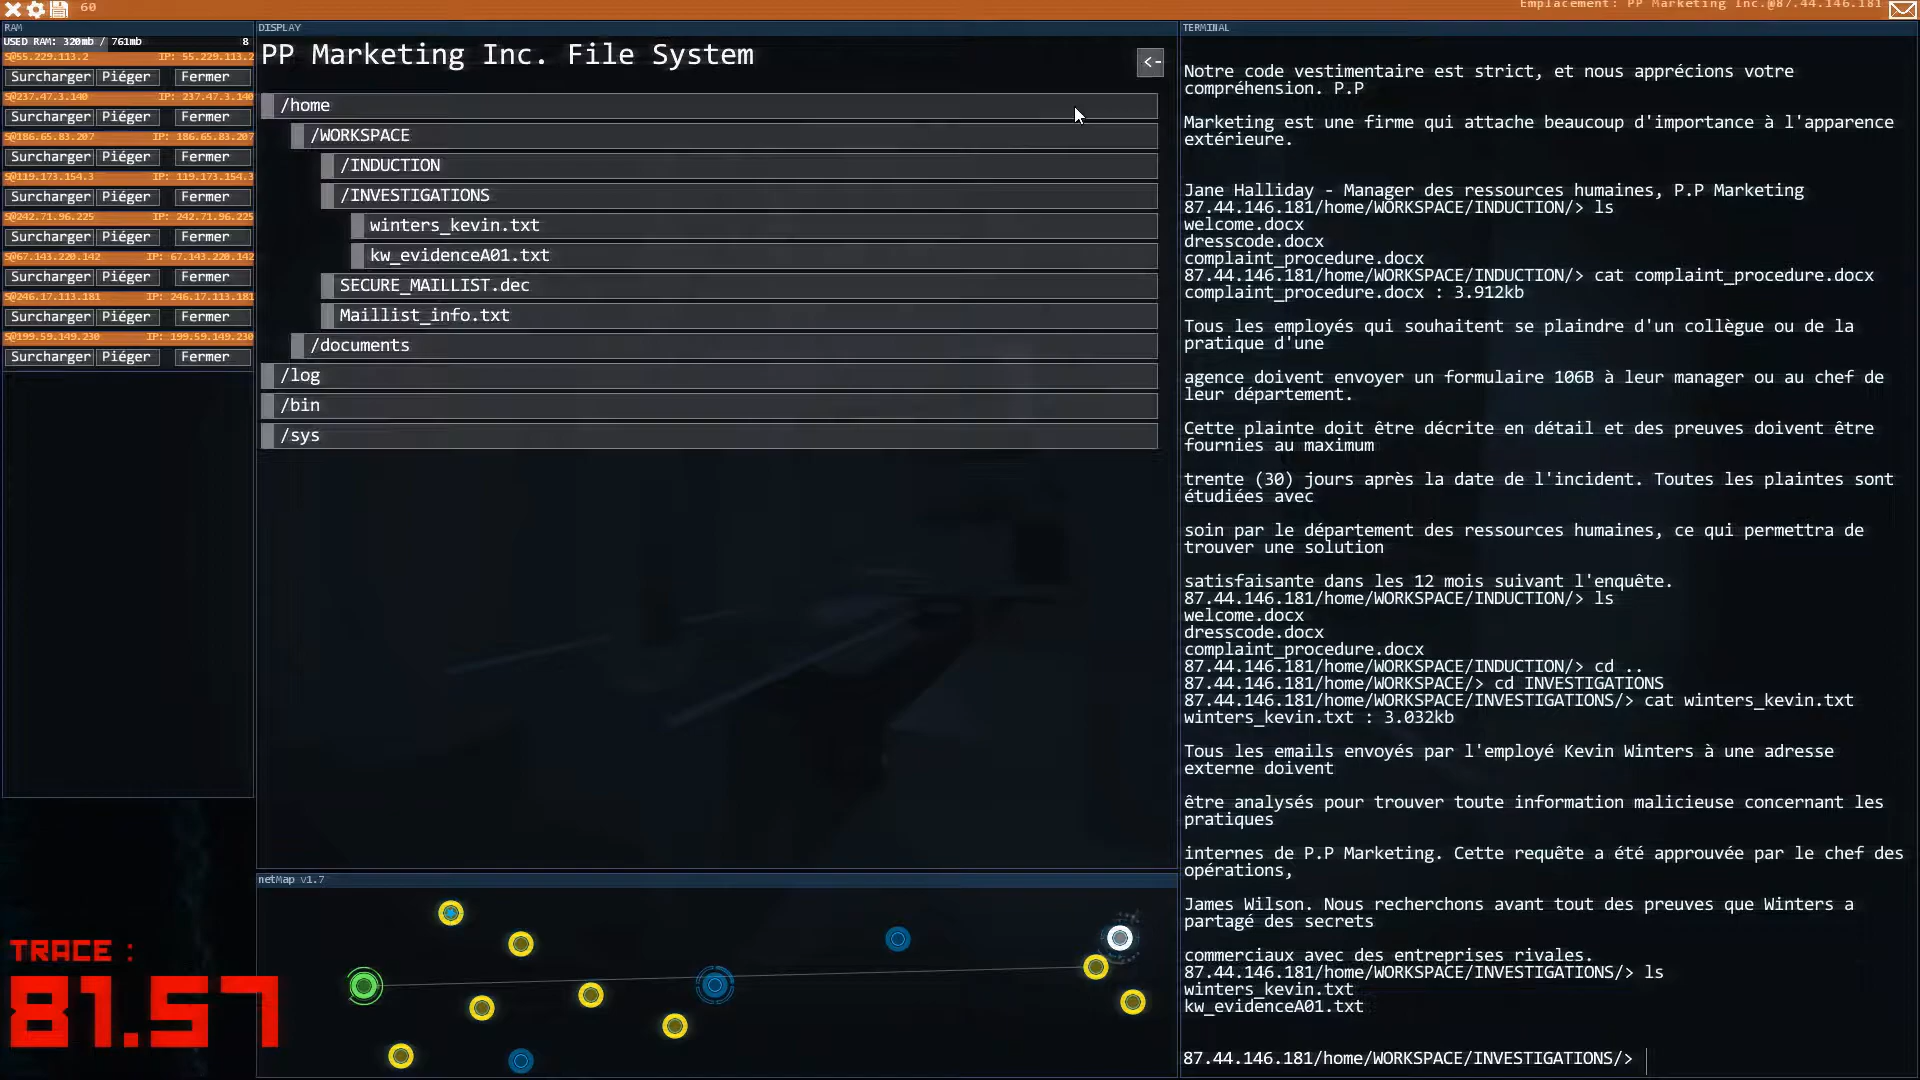 60
Emplacement: PP Marketing Inc.@87.44.146.181
RAM
USED RAM: 320mb / 761mb 8
S@55.229.113.2 IP: 55.229.113.2
Surcharger Piéger Fermer
S@237.47.3.140 IP: 237.47.3.140
Surcharger Piéger Fermer
S@186.65.83.207 IP: 186.65.83.207
Surcharger Piéger Fermer
S@119.173.154.3 IP: 119.173.154.3
Surcharger Piéger Fermer
S@242.71.96.225 IP: 242.71.96.225
Surcharger Piéger Fermer
S@67.143.220.142 IP: 67.143.220.142
Surcharger Piéger Fermer
S@246.17.113.181 IP: 246.17.113.181
Surcharger Piéger Fermer
S@199.59.149.230 IP: 199.59.149.230
Surcharger Piéger Fermer
TRACE :
81.57
DISPLAY
PP Marketing Inc. File System
<-
/home
/WORKSPACE
/INDUCTION
/INVESTIGATIONS
winters_kevin.txt
kw_evidenceA01.txt
SECURE_MAILLIST.dec
Maillist_info.txt
/documents
/log
/bin
/sys
netMap v1.7
TERMINAL
Notre code vestimentaire est strict, et nous apprécions votre
compréhension. P.P
Marketing est une firme qui attache beaucoup d'importance à l'apparence
extérieure.
Jane Halliday - Manager des ressources humaines, P.P Marketing
87.44.146.181/home/WORKSPACE/INDUCTION/> ls
welcome.docx
dresscode.docx
complaint_procedure.docx
87.44.146.181/home/WORKSPACE/INDUCTION/> cat complaint_procedure.docx
complaint_procedure.docx : 3.912kb
Tous les employés qui souhaitent se plaindre d'un collègue ou de la
pratique d'une
agence doivent envoyer un formulaire 106B à leur manager ou au chef de
leur département.
Cette plainte doit être décrite en détail et des preuves doivent être
fournies au maximum
trente (30) jours après la date de l'incident. Toutes les plaintes sont
étudiées avec
soin par le département des ressources humaines, ce qui permettra de
trouver une solution
satisfaisante dans les 12 mois suivant l'enquête.
87.44.146.181/home/WORKSPACE/INDUCTION/> ls
welcome.docx
dresscode.docx
complaint_procedure.docx
87.44.146.181/home/WORKSPACE/INDUCTION/> cd ..
87.44.146.181/home/WORKSPACE/> cd INVESTIGATIONS
87.44.146.181/home/WORKSPACE/INVESTIGATIONS/> cat winters_kevin.txt
winters_kevin.txt : 3.032kb
Tous les emails envoyés par l'employé Kevin Winters à une adresse
externe doivent
être analysés pour trouver toute information malicieuse concernant les
pratiques
internes de P.P Marketing. Cette requête a été approuvée par le chef des
opérations,
James Wilson. Nous recherchons avant tout des preuves que Winters a
partagé des secrets
commerciaux avec des entreprises rivales.
87.44.146.181/home/WORKSPACE/INVESTIGATIONS/> ls
winters_kevin.txt
kw_evidenceA01.txt
87.44.146.181/home/WORKSPACE/INVESTIGATIONS/>